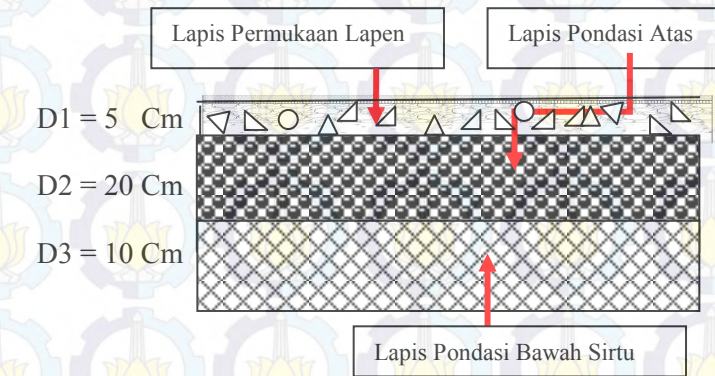 Lapis Permukaan Lapen
Lapis Pondasi Atas
D1 = 5 Cm
D2 = 20 Cm
D3 = 10 Cm
Lapis Pondasi Bawah Sirtu